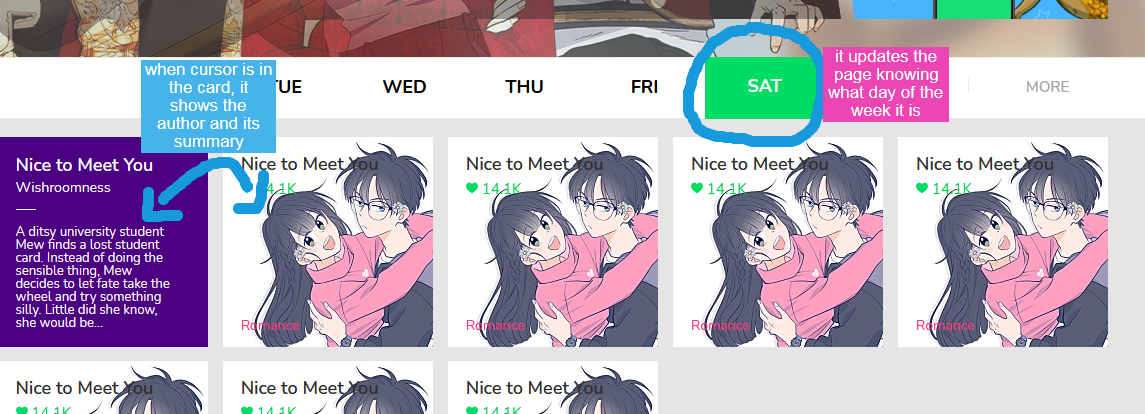 when cursor is in
the card, it
shows the
author and its
summary
TUE
WED
THU
FRI
SAT
it updates the
page knowing
what day of the
week it is
MORE
Nice to Meet You
Wishroomness
A ditsy university student
Mew finds a lost student
card. Instead of doing the
sensible thing, Mew
decides to let fate take the
wheel and try something
silly. Little did she know,
she would be...
Nice to Meet You
14.1K
Romance
Nice to Meet You
14.1K
Romance
Nice to Meet You
14.1K
Romance
Nice to Meet You
14.1K
Romance
Nice to Meet You
14.1K
Nice to Meet You
14.1K
Nice to Meet You
14.1K